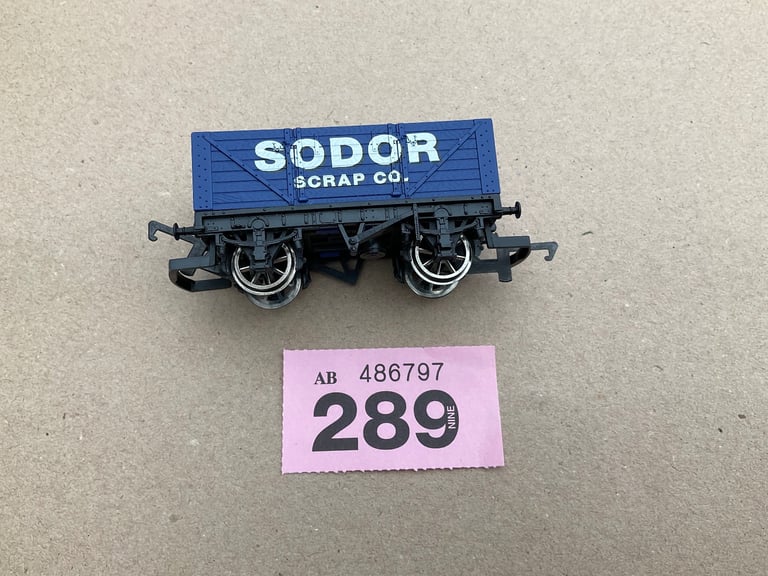 SODOR
SCRAP CO.
AB 486797
289
NINE